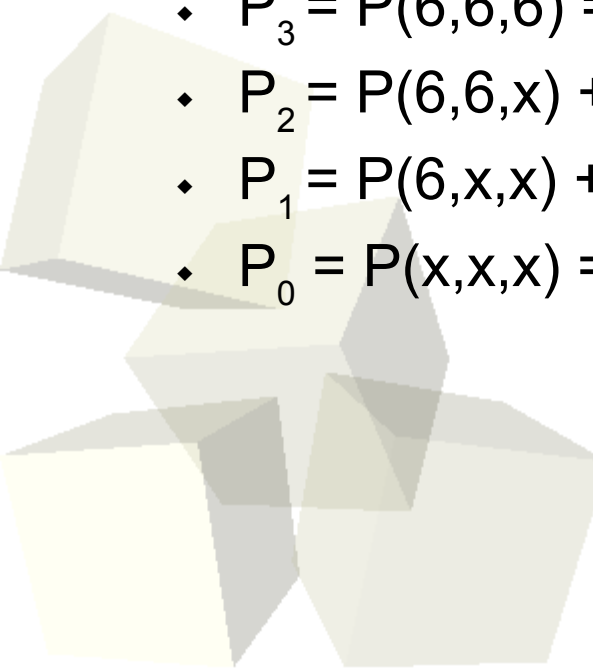 ◆ P₃ = P(6,6,6) =
◆ P₂ = P(6,6,x) +
◆ P₁ = P(6,x,x) +
◆ P₀ = P(x,x,x) =